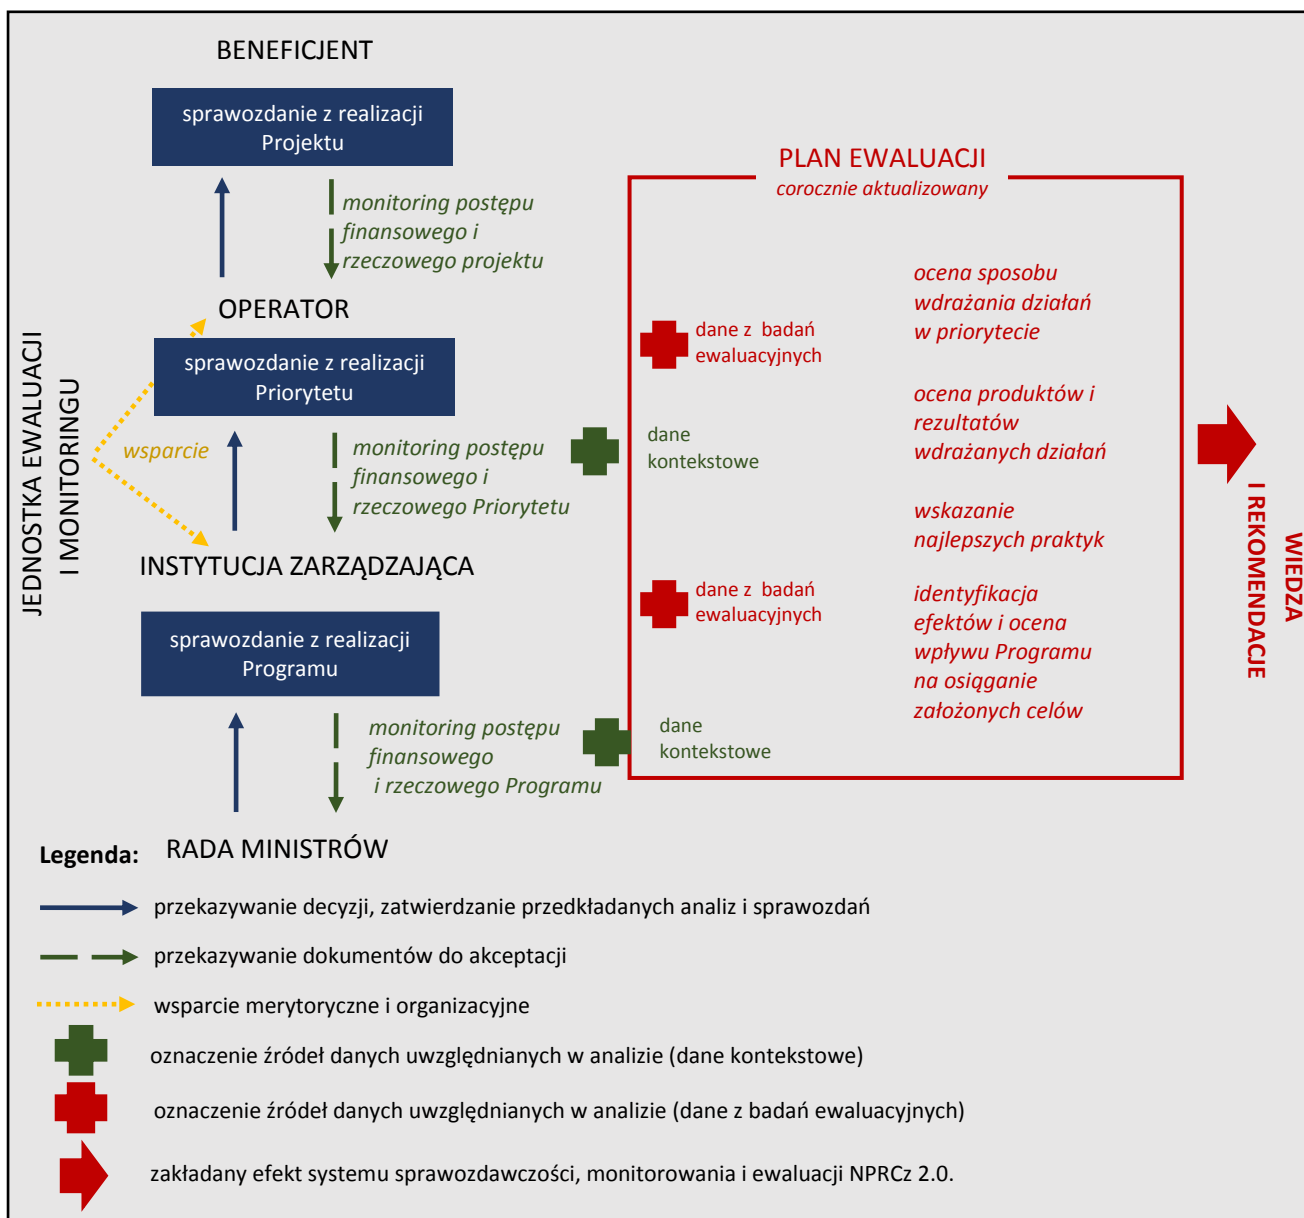 BENEFICJENT
sprawozdanie z realizacji
Projektu
monitoring postępu
finansowego i
rzeczowego projektu
OPERATOR
sprawozdanie z realizacji
Priorytetu
JEDNOSTKA EWALUACJI
I MONITORINGU
wsparcie
monitoring postępu
finansowego i
rzeczowego Priorytetu
INSTYTUCJA ZARZĄDZAJĄCA
sprawozdanie z realizacji
Programu
monitoring postępu
finansowego
i rzeczowego Programu
RADA MINISTRÓW
PLAN EWALUACJI
corocznie aktualizowany
dane z badań
ewaluacyjnych
dane
kontekstowe
dane z badań
ewaluacyjnych
dane
kontekstowe
ocena sposobu
wdrażania działań
w priorytecie
ocena produktów i
rezultatów
wdrażanych działań
wskazanie
najlepszych praktyk
identyfikacja
efektów i ocena
wpływu Programu
na osiąganie
założonych celów
WIEDZA
I REKOMENDACJE
Legenda:
przekazywanie decyzji, zatwierdzanie przedkładanych analiz i sprawozdań
przekazywanie dokumentów do akceptacji
wsparcie merytoryczne i organizacyjne
oznaczenie źródeł danych uwzględnianych w analizie (dane kontekstowe)
oznaczenie źródeł danych uwzględnianych w analizie (dane z badań ewaluacyjnych)
zakładany efekt systemu sprawozdawczości, monitorowania i ewaluacji NPRCz 2.0.